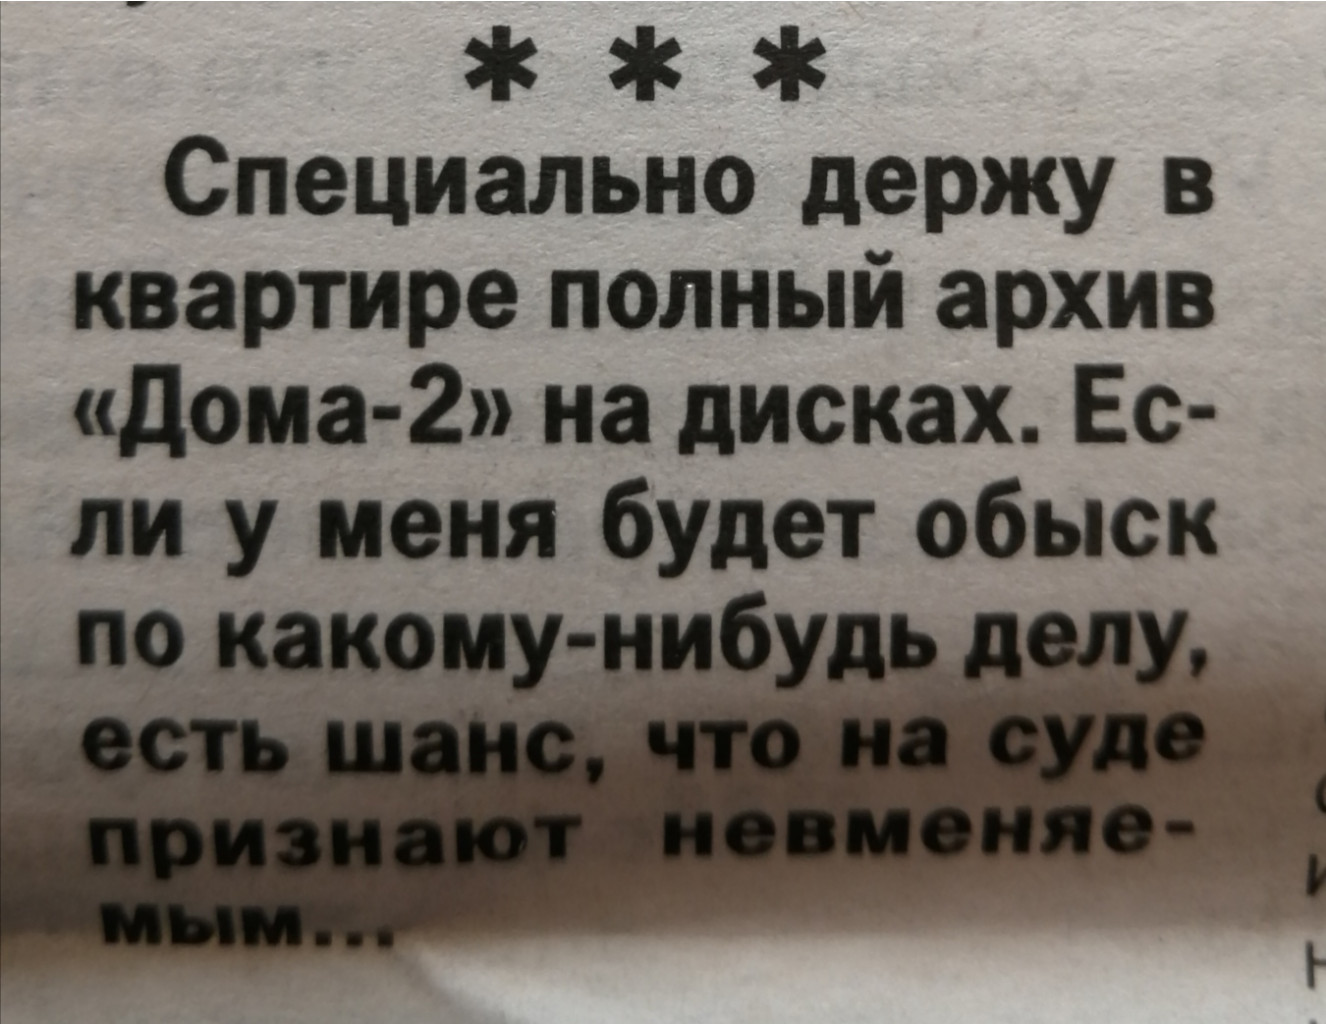 * * *
Специально держу в
квартире полный архив
«Дома-2» на дисках. Ес-
ли у меня будет обыск
по какому-нибудь делу,
есть шанс, что на суде
признают невменяе-
мым...